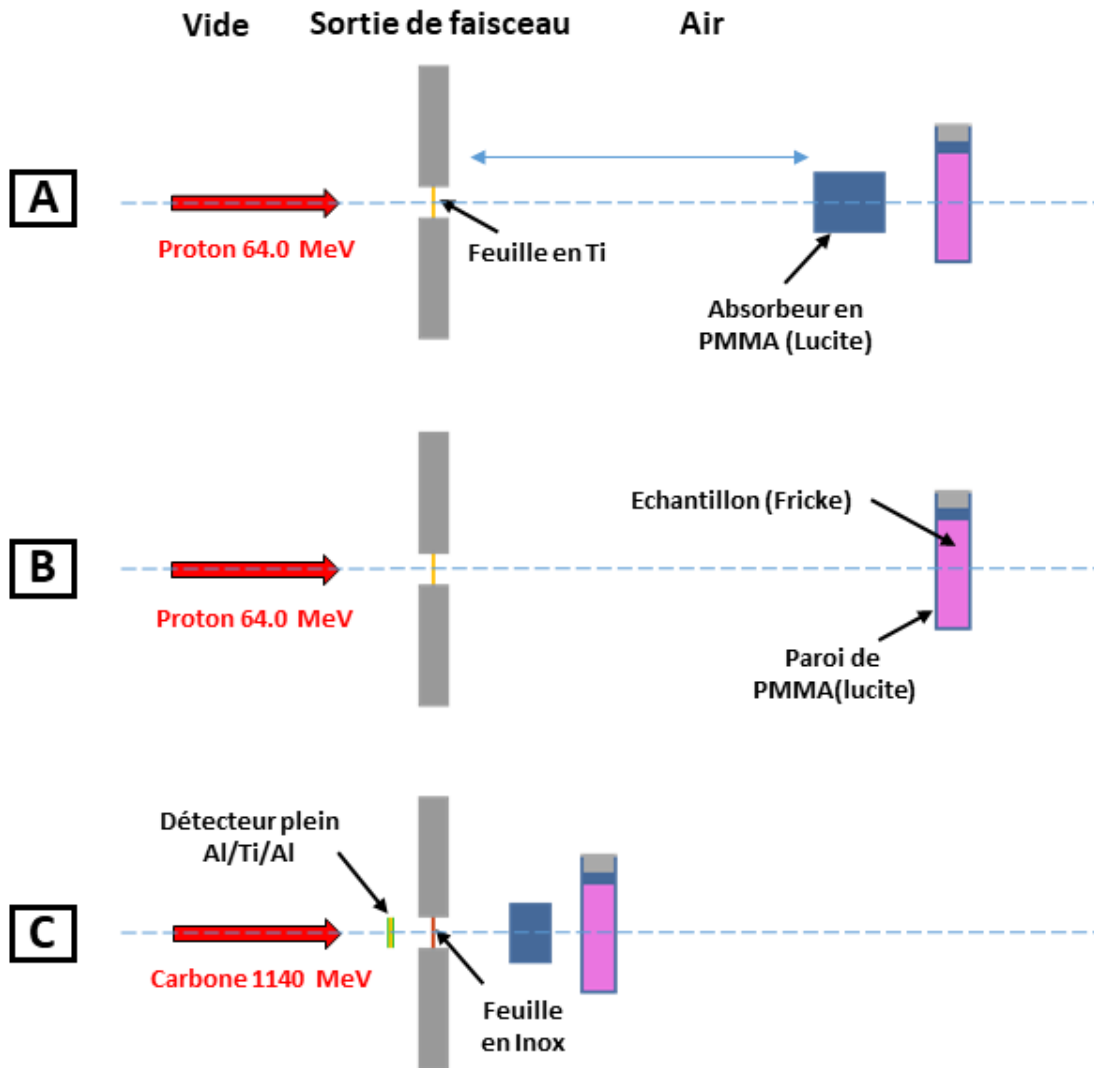 Vide
Sortie de faisceau
Air
A
Proton 64.0 MeV
Feuille en Ti
Absorbeur en
PMMA (Lucite)
B
Proton 64.0 MeV
Echantillon (Fricke)
Paroi de
PMMA(lucite)
Détecteur plein
Al/Ti/Al
C
Carbone 1140 MeV
Feuille
en Inox